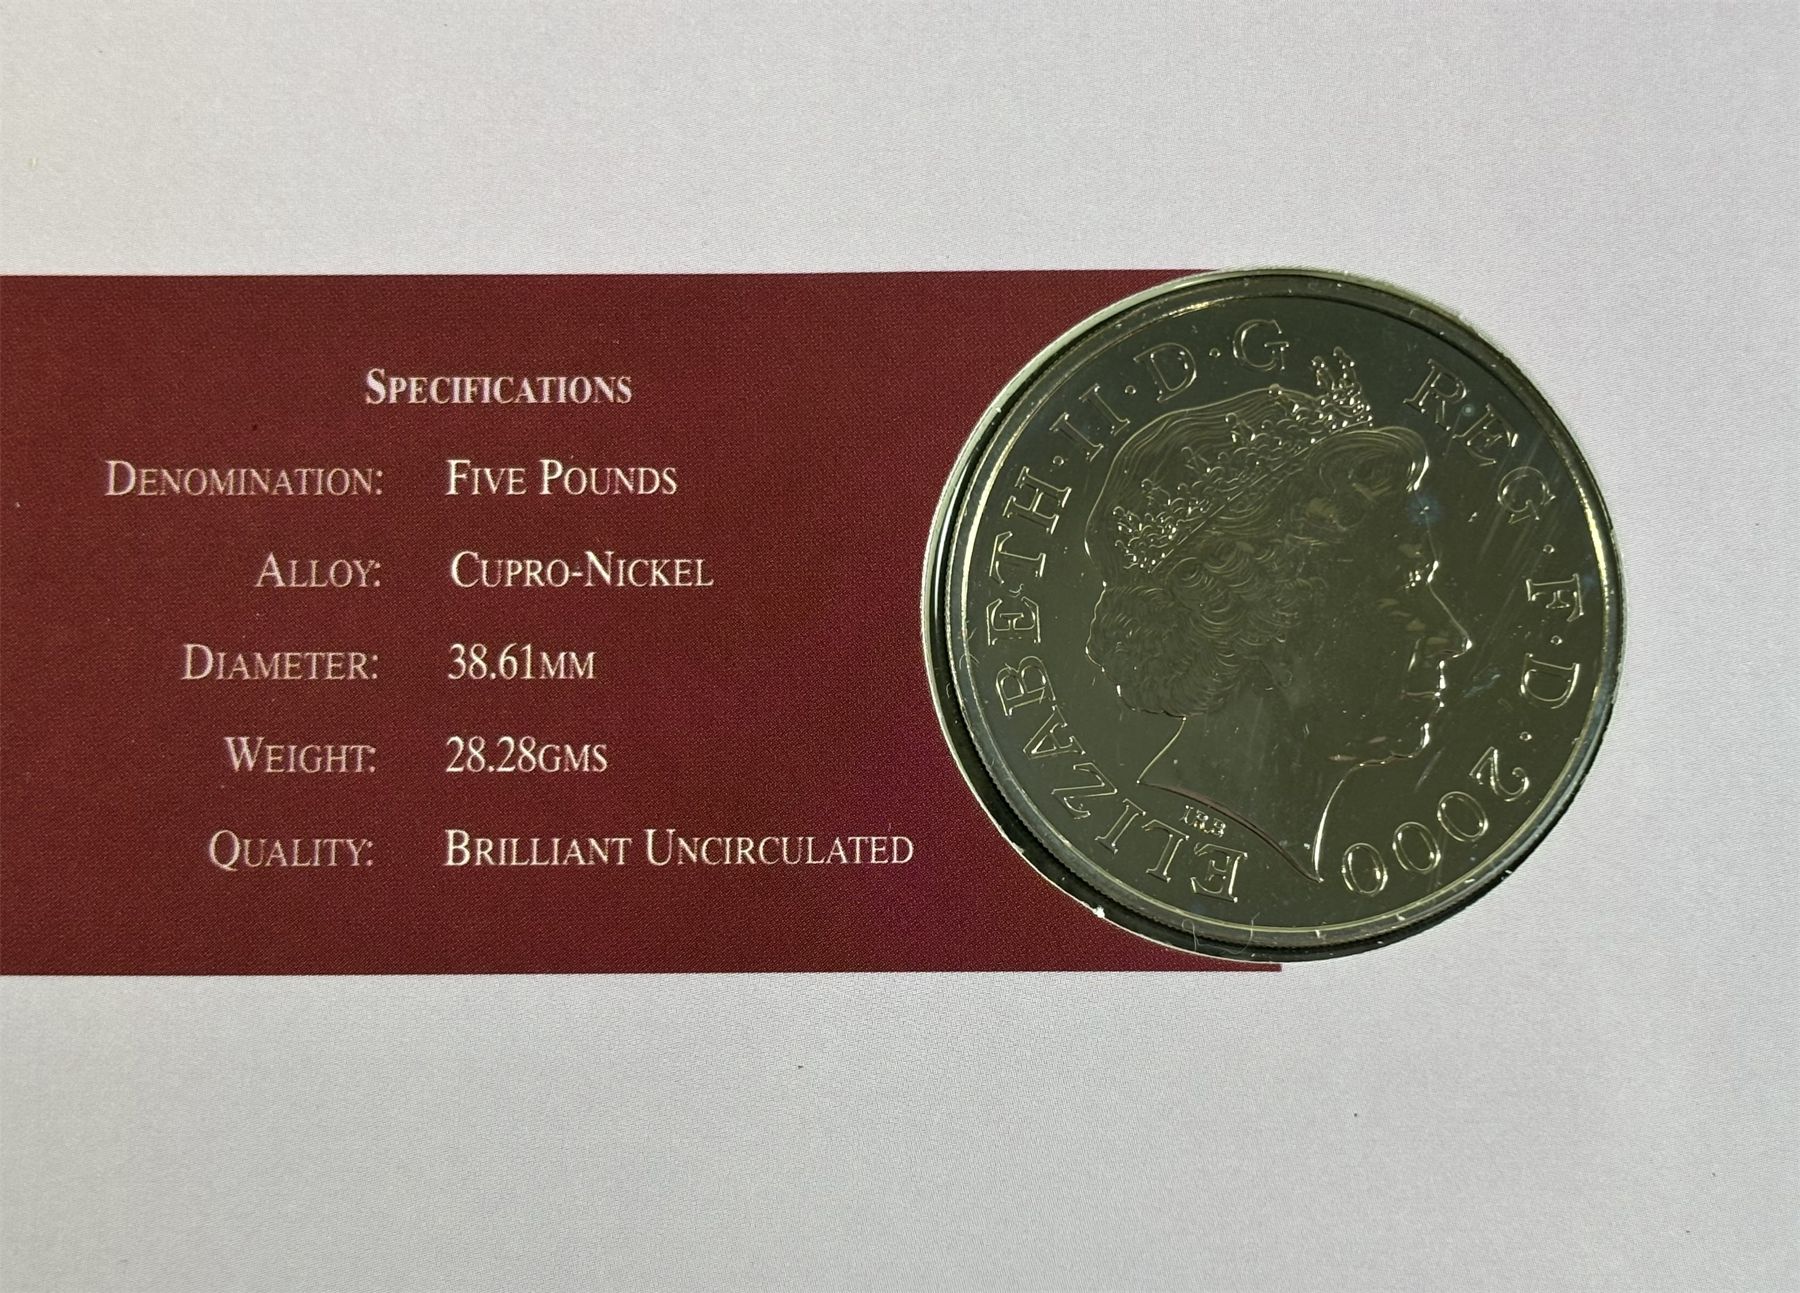 SPECIFICATIONS
DENOMINATION: FIVE POUNDS
ALLOY: CUPRO-NICKEL
DIAMETER: 38.61MM
WEIGHT: 28.28GMS
QUALITY: BRILLIANT UNCIRCULATED
ELIZABETH·II·D·G REG·F·D·2000
IRB